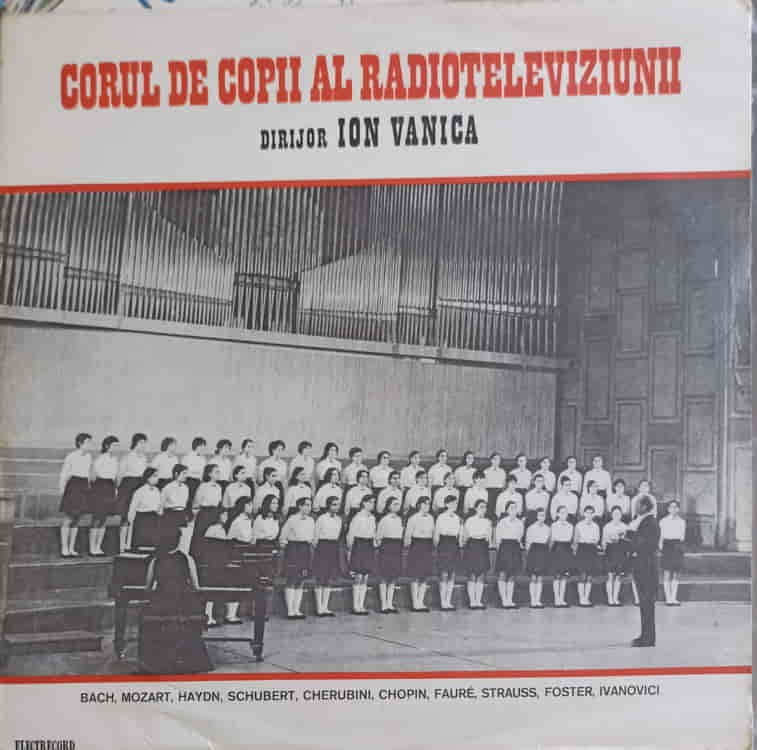 CORUL DE COPII AL RADIOTELEVIZIUNII
DIRIJOR ION VANICA
BACH, MOZART, HAYDN, SCHUBERT, CHERUBINI, CHOPIN, FAURÉ, STRAUSS, FOSTER, IVANOVICI
ELECTRECORD